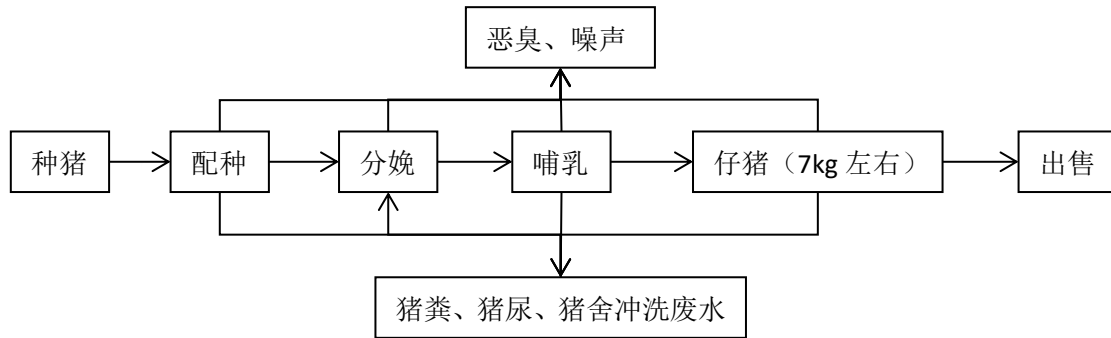 恶臭、噪声
种猪
配种
分娩
哺乳
仔猪（7kg 左右）
出售
猪粪、猪尿、猪舍冲洗废水